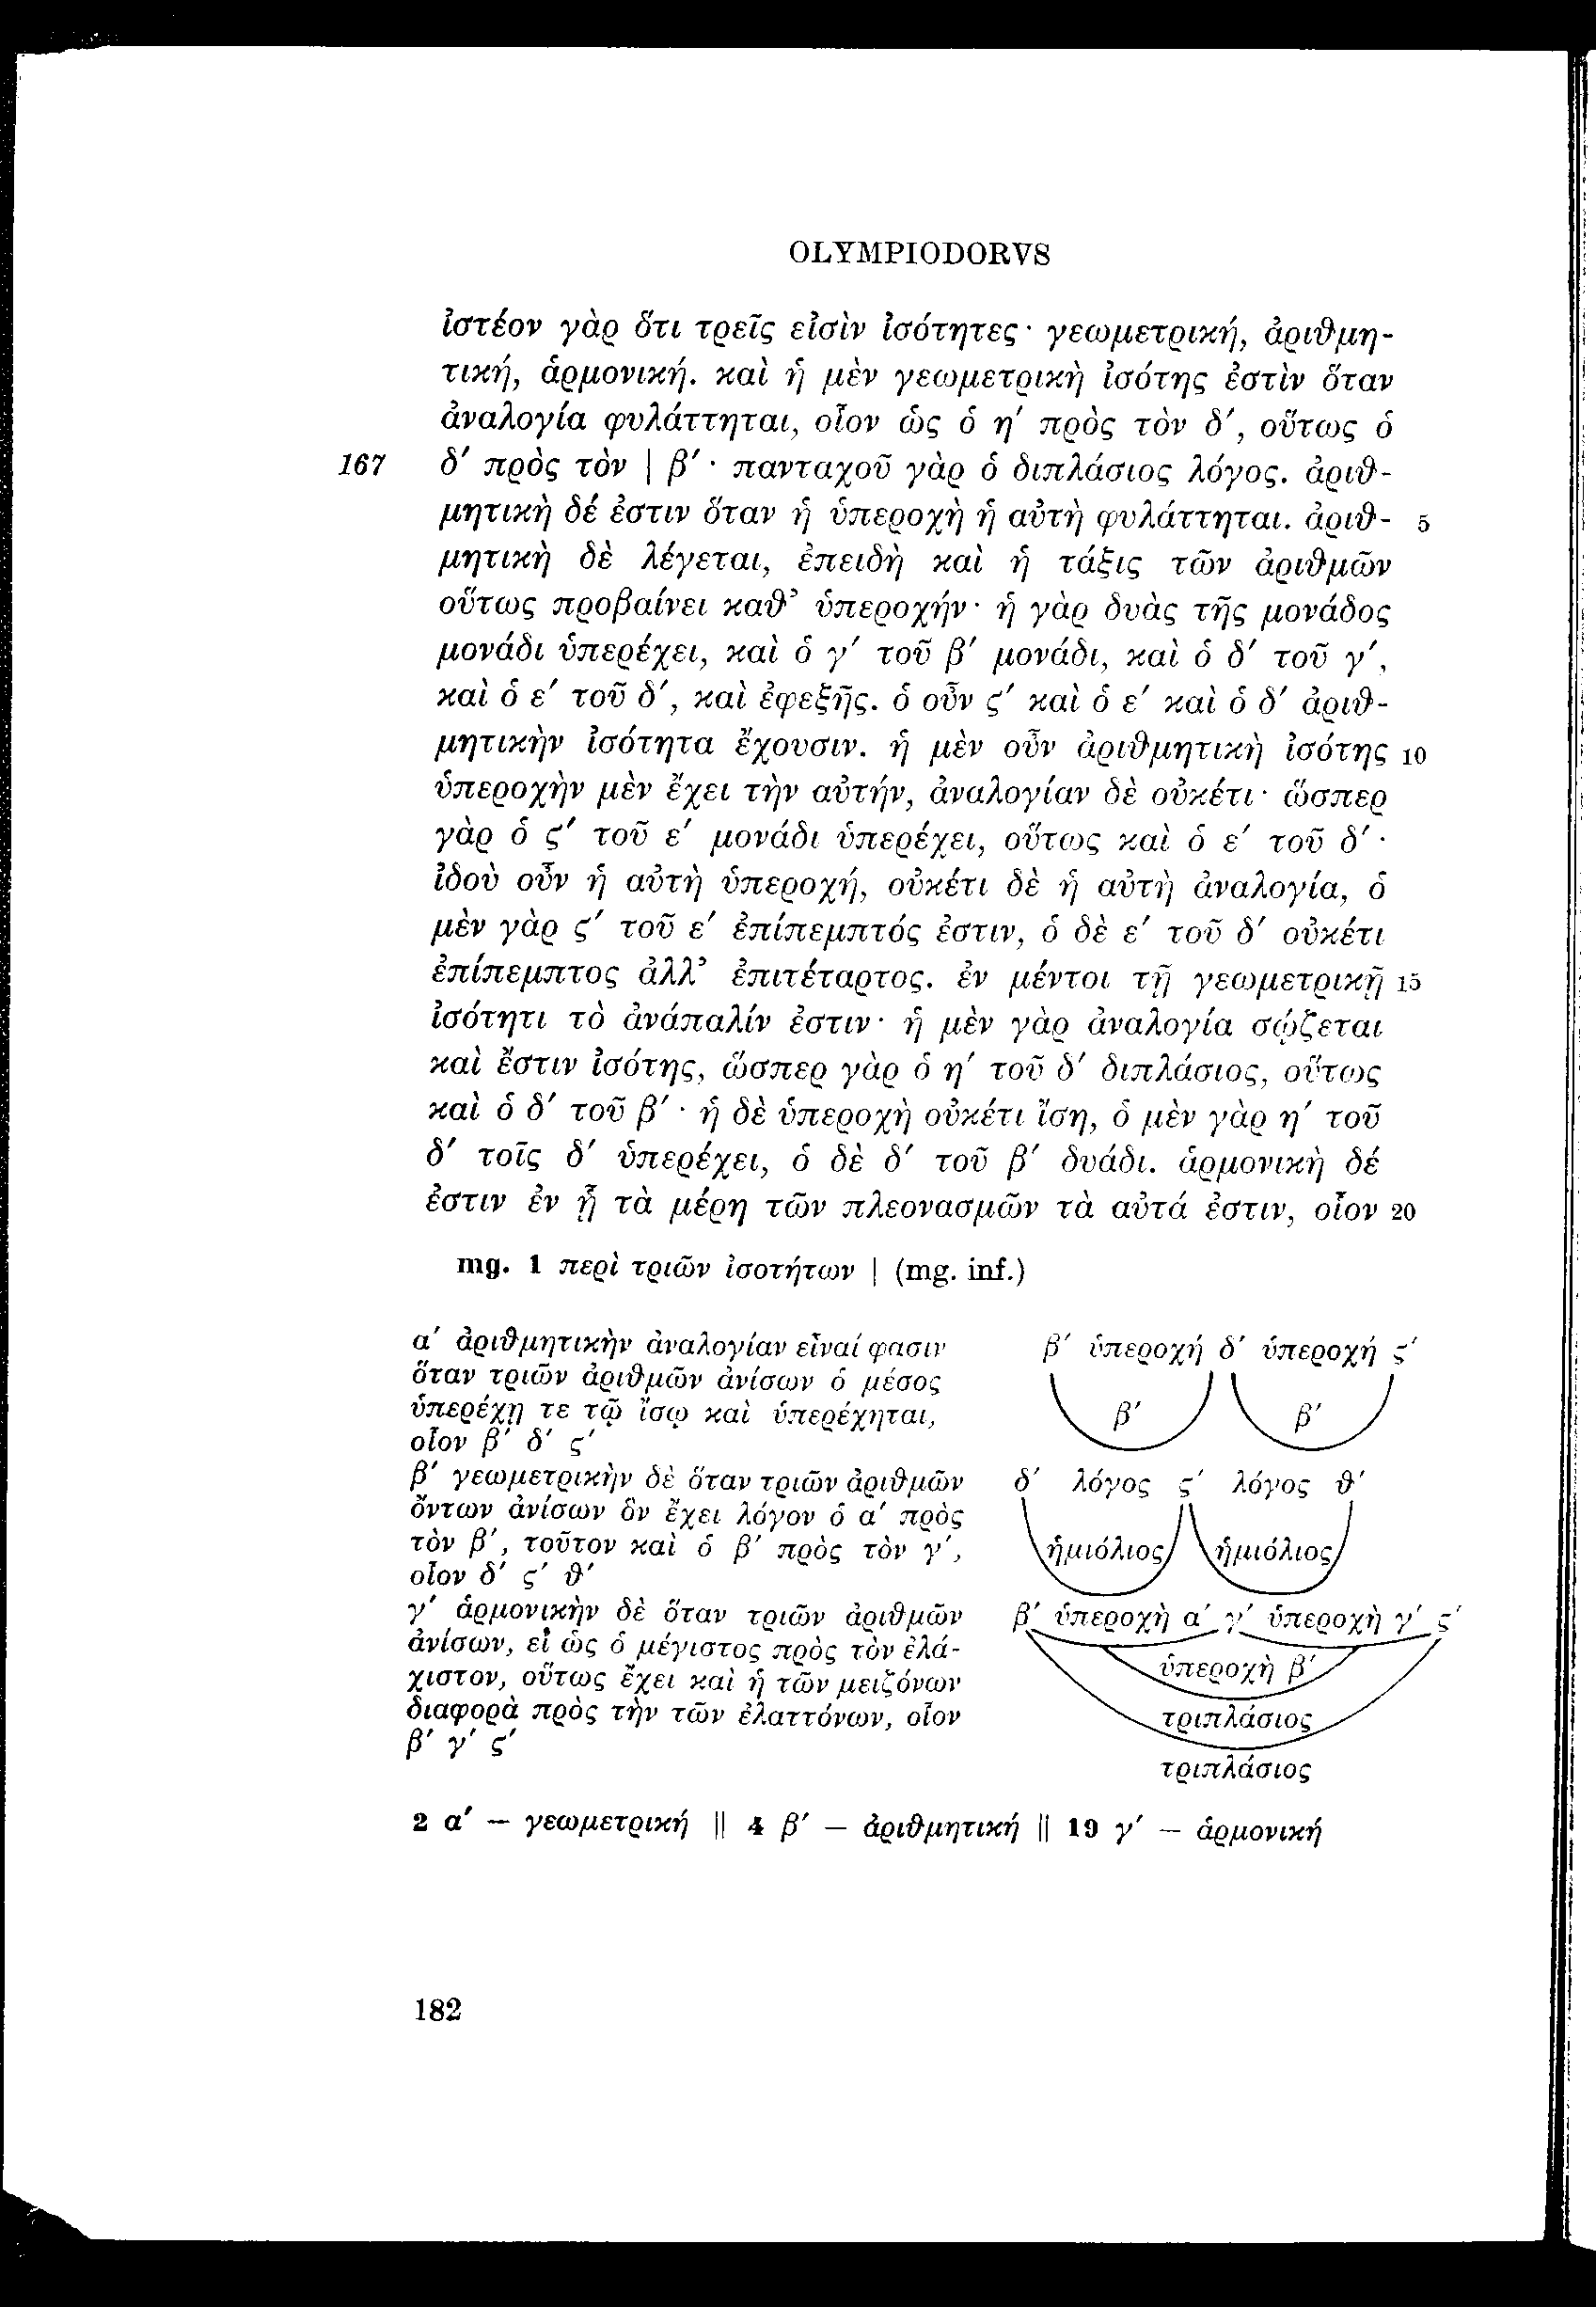 OLYMPIODORVS
ἰστέον γὰρ ὅτι τρεῖς εἰσὶν ἰσότητες· γεωμετρική, ἀριθμη-
τική, ἁρμονική. καὶ ἡ μὲν γεωμετρικὴ ἰσότης ἐστὶν ὅταν
ἀναλογία φυλάττηται, οἷον ὡς ὁ η′ πρὸς τὸν δ′, οὕτως ὁ
167 δ′ πρὸς τὸν | β′· πανταχοῦ γὰρ ὁ διπλάσιος λόγος. ἀριθ-
μητικὴ δέ ἐστιν ὅταν ἡ ὑπεροχὴ ἡ αὐτὴ φυλάττηται. ἀριθ- 5
μητικὴ δὲ λέγεται, ἐπειδὴ καὶ ἡ τάξις τῶν ἀριθμῶν
οὕτως προβαίνει καθ’ ὑπεροχήν· ἡ γὰρ δυὰς τῆς μονάδος
μονάδι ὑπερέχει, καὶ ὁ γ′ τοῦ β′ μονάδι, καὶ ὁ δ′ τοῦ γ′,
καὶ ὁ ε′ τοῦ δ′, καὶ ἐφεξῆς. ὁ οὖν ς′ καὶ ὁ ε′ καὶ ὁ δ′ ἀριθ-
μητικὴν ἰσότητα ἔχουσιν. ἡ μὲν οὖν ἀριθμητικὴ ἰσότης 10
ὑπεροχὴν μὲν ἔχει τὴν αὐτήν, ἀναλογίαν δὲ οὐκέτι· ὥσπερ
γὰρ ὁ ς′ τοῦ ε′ μονάδι ὑπερέχει, οὕτως καὶ ὁ ε′ τοῦ δ′·
ἰδοὺ οὖν ἡ αὐτὴ ὑπεροχή, οὐκέτι δὲ ἡ αὐτὴ ἀναλογία, ὁ
μὲν γὰρ ς′ τοῦ ε′ ἐπίπεμπτός ἐστιν, ὁ δὲ ε′ τοῦ δ′ οὐκέτι
ἐπίπεμπτος ἀλλ’ ἐπιτέταρτος. ἐν μέντοι τῇ γεωμετρικῇ 15
ἰσότητι τὸ ἀνάπαλίν ἐστιν· ἡ μὲν γὰρ ἀναλογία σῴζεται
καὶ ἔστιν ἰσότης, ὥσπερ γὰρ ὁ η′ τοῦ δ′ διπλάσιος, οὕτως
καὶ ὁ δ′ τοῦ β′· ἡ δὲ ὑπεροχὴ οὐκέτι ἴση, ὁ μὲν γὰρ η′ τοῦ
δ′ τοῖς δ′ ὑπερέχει, ὁ δὲ δ′ τοῦ β′ δυάδι. ἁρμονικὴ δέ
ἐστιν ἐν ᾗ τὰ μέρη τῶν πλεονασμῶν τὰ αὐτά ἐστιν, οἷον 20
mg. 1 περὶ τριῶν ἰσοτήτων | (mg. inf.)
α′ ἀριθμητικὴν ἀναλογίαν εἶναί φασιν
ὅταν τριῶν ἀριθμῶν ἀνίσων ὁ μέσος
ὑπερέχῃ τε τῷ ἴσῳ καὶ ὑπερέχηται,
οἷον β′ δ′ ς′
β′ ὑπεροχή δ′ ὑπεροχή ς′
β′ β′
β′ γεωμετρικὴν δὲ ὅταν τριῶν ἀριθμῶν
ὄντων ἀνίσων ὃν ἔχει λόγον ὁ α′ πρὸς
τὸν β′, τοῦτον καὶ ὁ β′ πρὸς τὸν γ′,
οἷον δ′ ς′ θ′
δ′ λόγος ς′ λόγος θ′
ἡμιόλιος ἡμιόλιος
γ′ ἁρμονικὴν δὲ ὅταν τριῶν ἀριθμῶν
ἀνίσων, εἰ ὡς ὁ μέγιστος πρὸς τὸν ἐλά-
χιστον, οὕτως ἔχει καὶ ἡ τῶν μειζόνων
διαφορὰ πρὸς τὴν τῶν ἐλαττόνων, οἷον
β′ γ′ ς′
β′ ὑπεροχὴ α′ γ′ ὑπεροχὴ γ′ ς′
ὑπεροχὴ β′
τριπλάσιος
τριπλάσιος
2 α′ — γεωμετρική || 4 β′ — ἀριθμητική || 19 γ′ — ἁρμονική
182